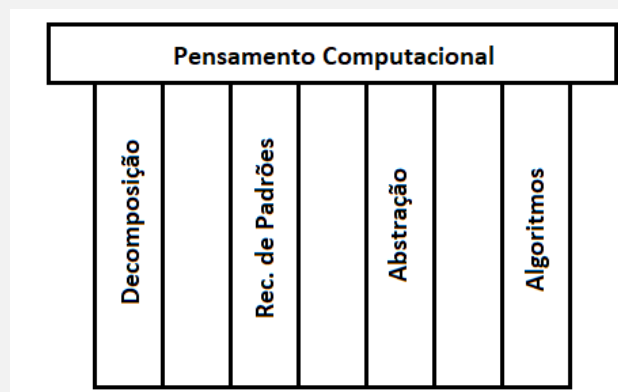 Pensamento Computacional
Decomposição
Rec. de Padrões
Abstração
Algoritmos